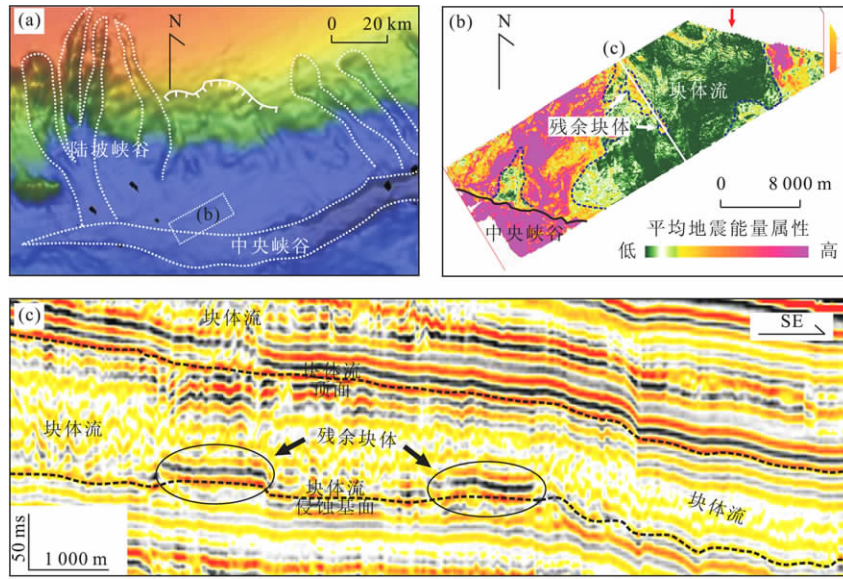 (a)
N
0 20 km
陆坡峡谷
(b)
中央峡谷
(b)
N
(c)
块体流
残余块体
0 8 000 m
平均地震能量属性
低 高
中央峡谷
(c)
块体流
SE
块体流
顶面
块体流
残余块体
块体流
侵蚀基面
块体流
50 ms
1 000 m